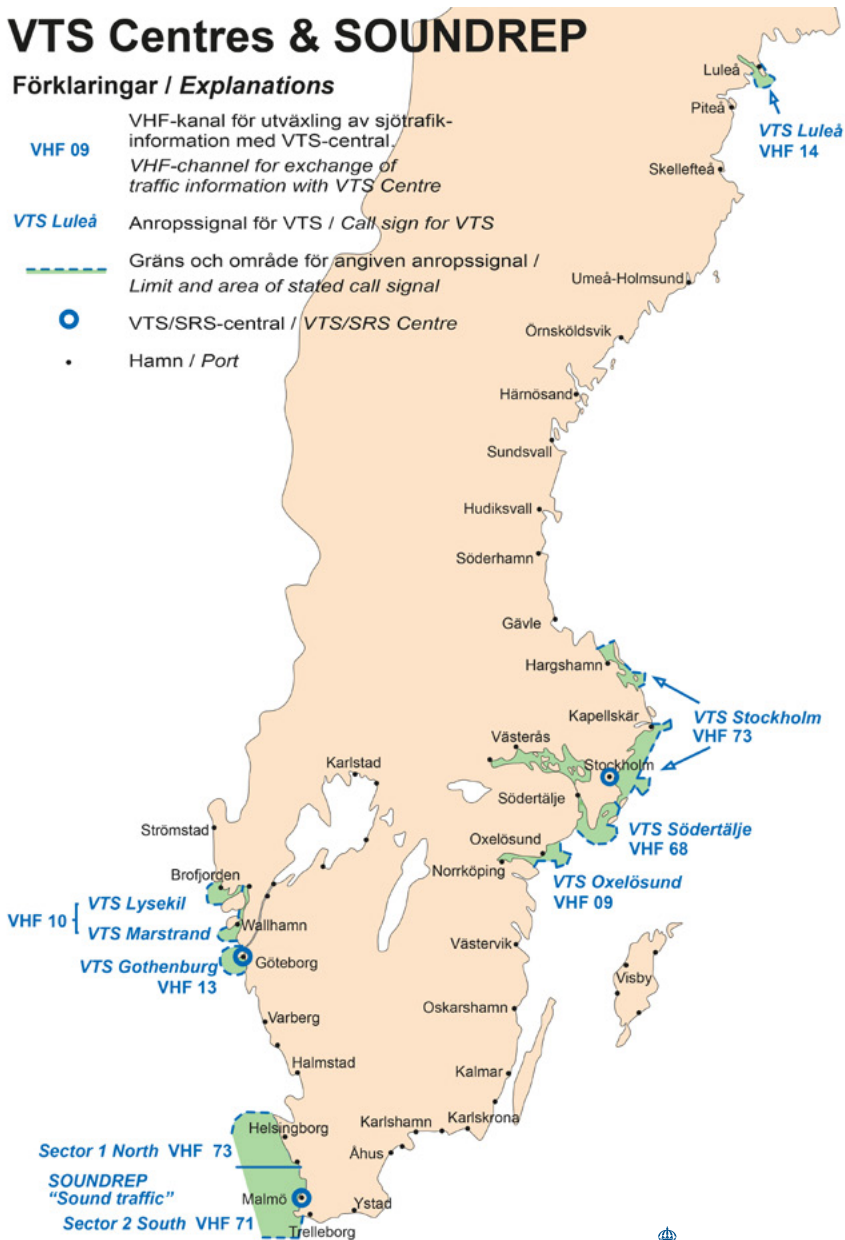 VTS Centres & SOUNDREP
Förklaringar / Explanations
VHF 09
VHF-kanal för utväxling av sjötrafik-
information med VTS-central.
VHF-channel for exchange of
traffic information with VTS Centre
VTS Luleå
Anropssignal för VTS / Call sign for VTS
Gräns och område för angiven anropssignal /
Limit and area of stated call signal
VTS/SRS-central / VTS/SRS Centre
Hamn / Port
Luleå
Piteå
VTS Luleå
VHF 14
Skellefteå
Umeå-Holmsund
Örnsköldsvik
Härnösand
Sundsvall
Hudiksvall
Söderhamn
Gävle
Hargshamn
Kapellskär
VTS Stockholm
VHF 73
Västerås
Stockholm
Karlstad
Södertälje
Strömstad
VTS Södertälje
VHF 68
Oxelösund
Norrköping
VTS Oxelösund
VHF 09
Brofjorden
VTS Lysekil
VHF 10
Wallhamn
VTS Marstrand
VTS Gothenburg
VHF 13
Göteborg
Västervik
Visby
Oskarshamn
Varberg
Halmstad
Kalmar
Karlshamn
Karlskrona
Helsingborg
Åhus
Sector 1 North VHF 73
SOUNDREP
"Sound traffic"
Malmö
Ystad
Sector 2 South VHF 71
Trelleborg